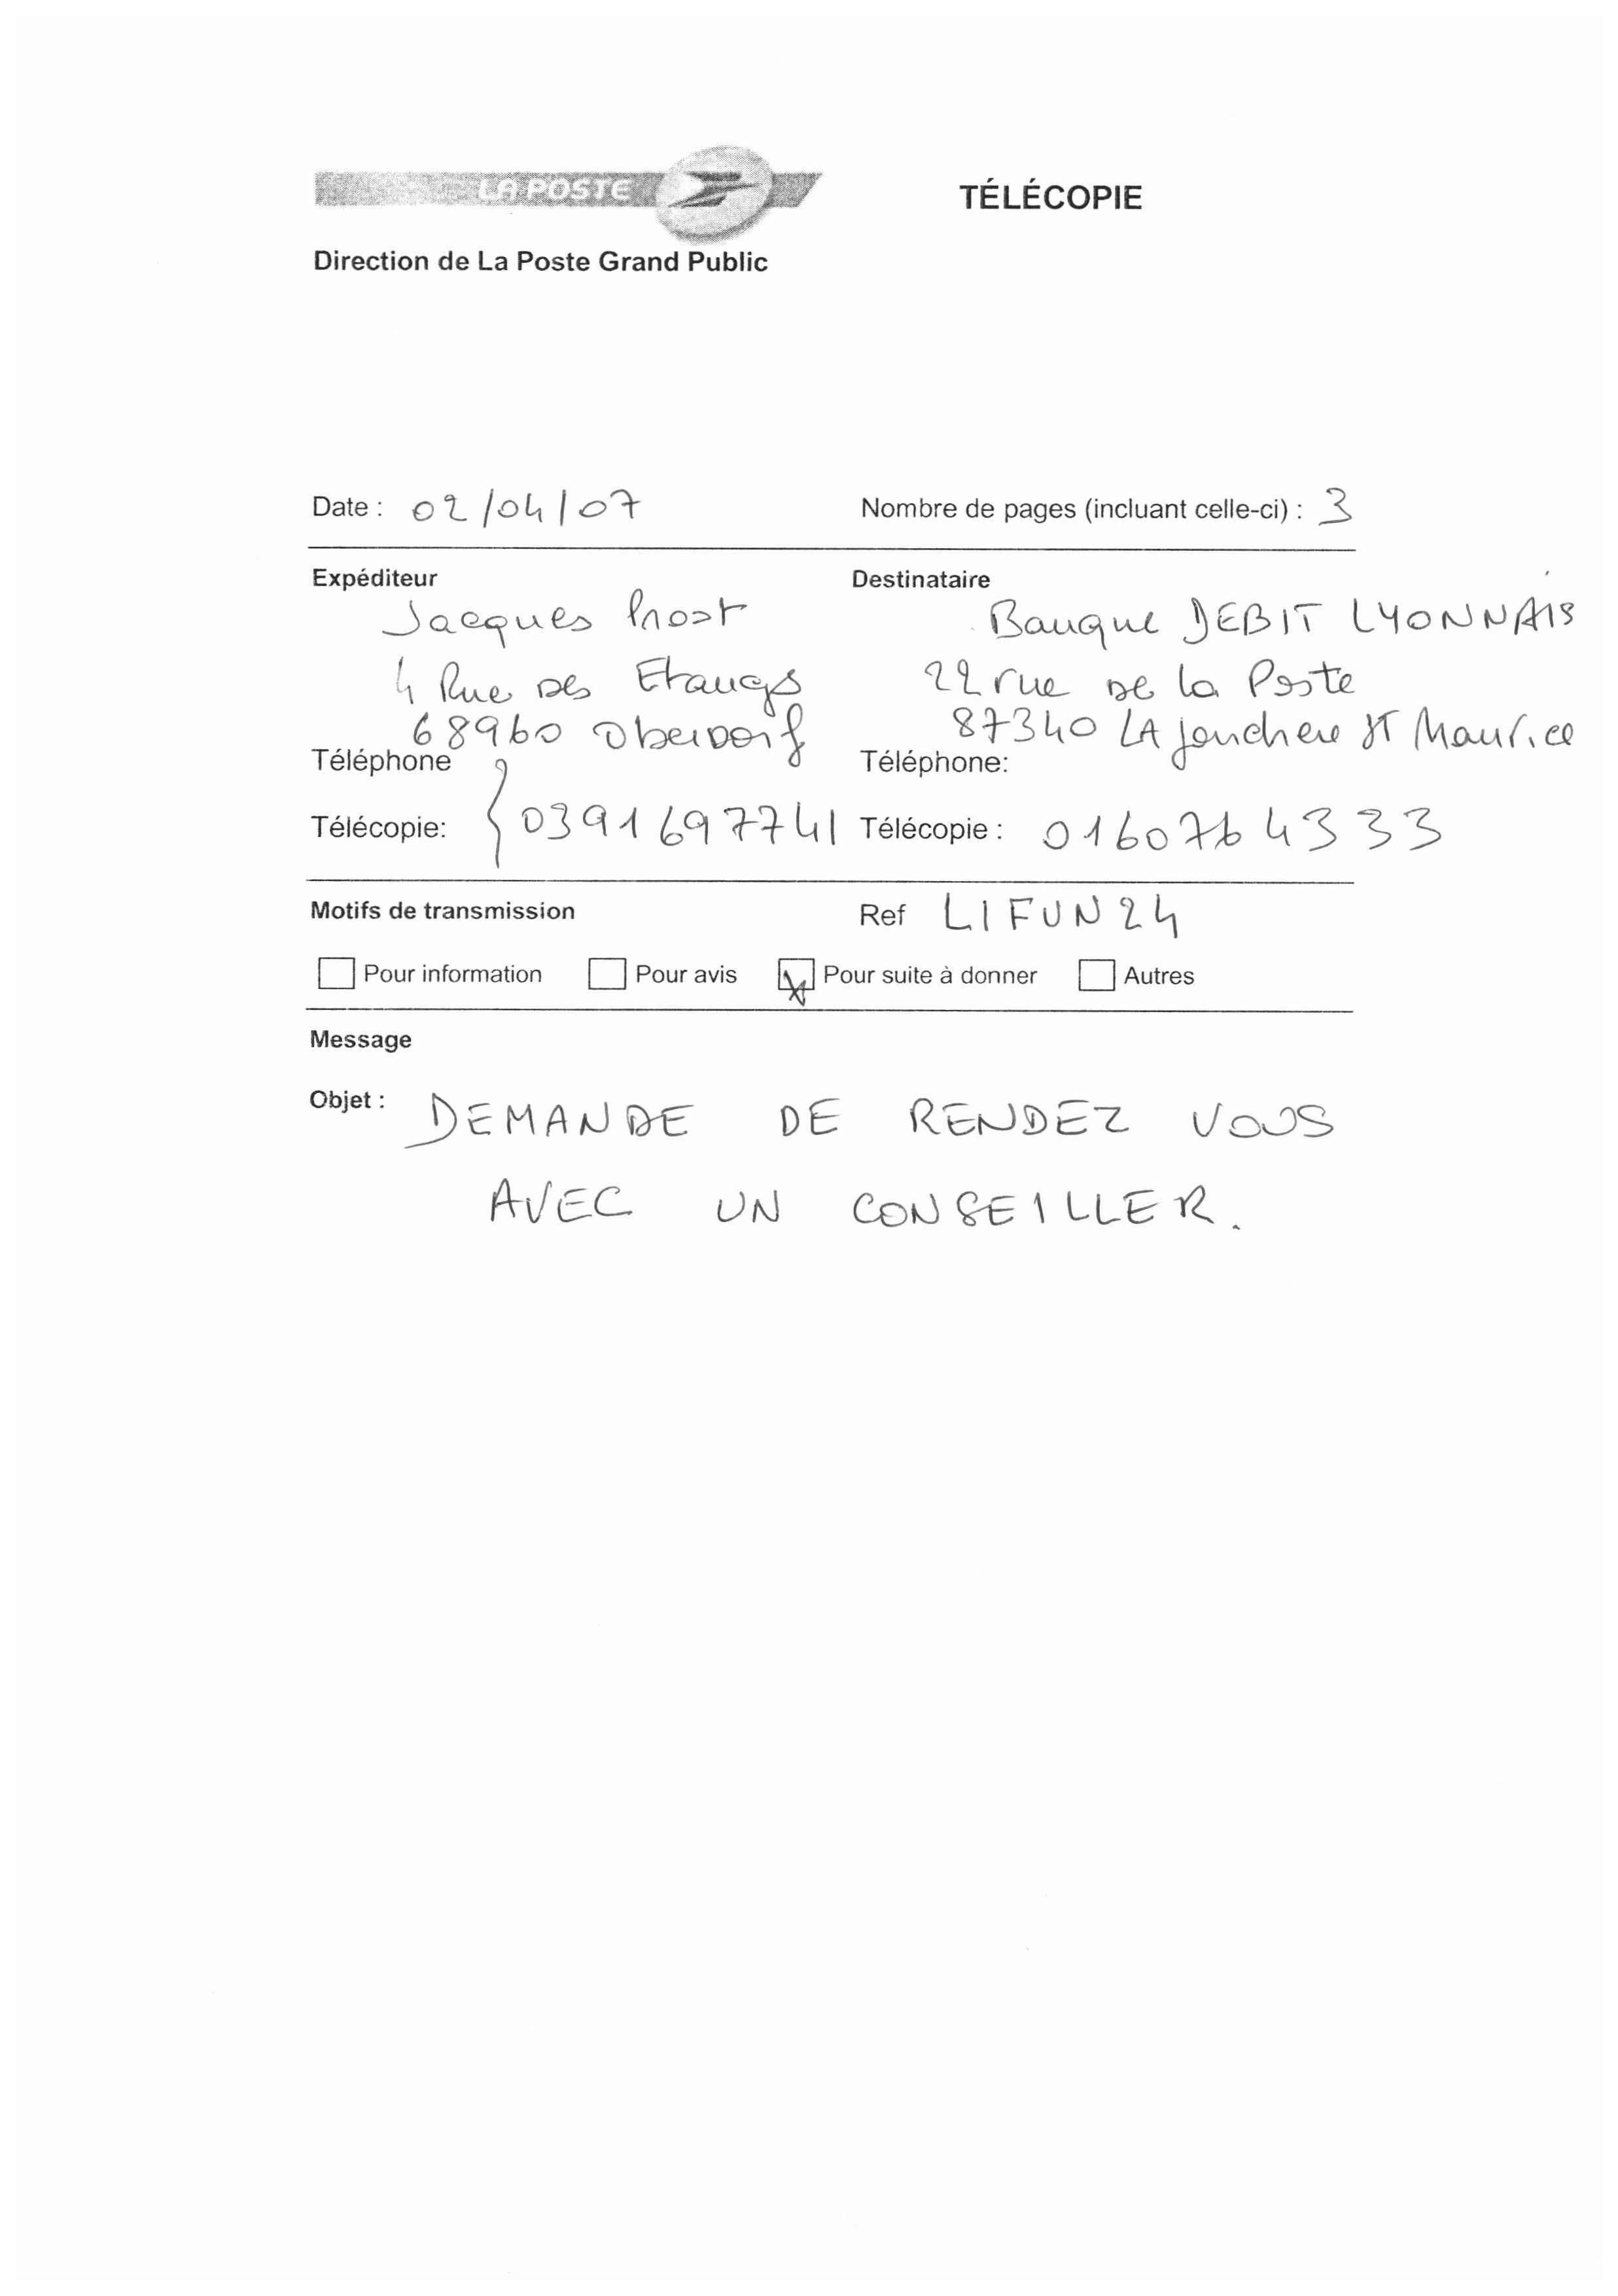 LA POSTE
TÉLÉCOPIE
Direction de La Poste Grand Public
Date : 02/04/07
Nombre de pages (incluant celle-ci) : 3
Expéditeur
Jacques Prost
4 Rue Des Etangs
68960 Oberdorf
Téléphone
Télécopie: 0391697741
Destinataire
Banque DEBIT LYONNAIS
22 rue De la Poste
87340 LA jonchere ST Maurice
Téléphone:
Télécopie : 0160764333
Motifs de transmission
Ref LIFUN24
Pour information Pour avis Pour suite à donner Autres
Message
Objet : DEMANDE DE RENDEZ VOUS
AVEC UN CONSEILLER.